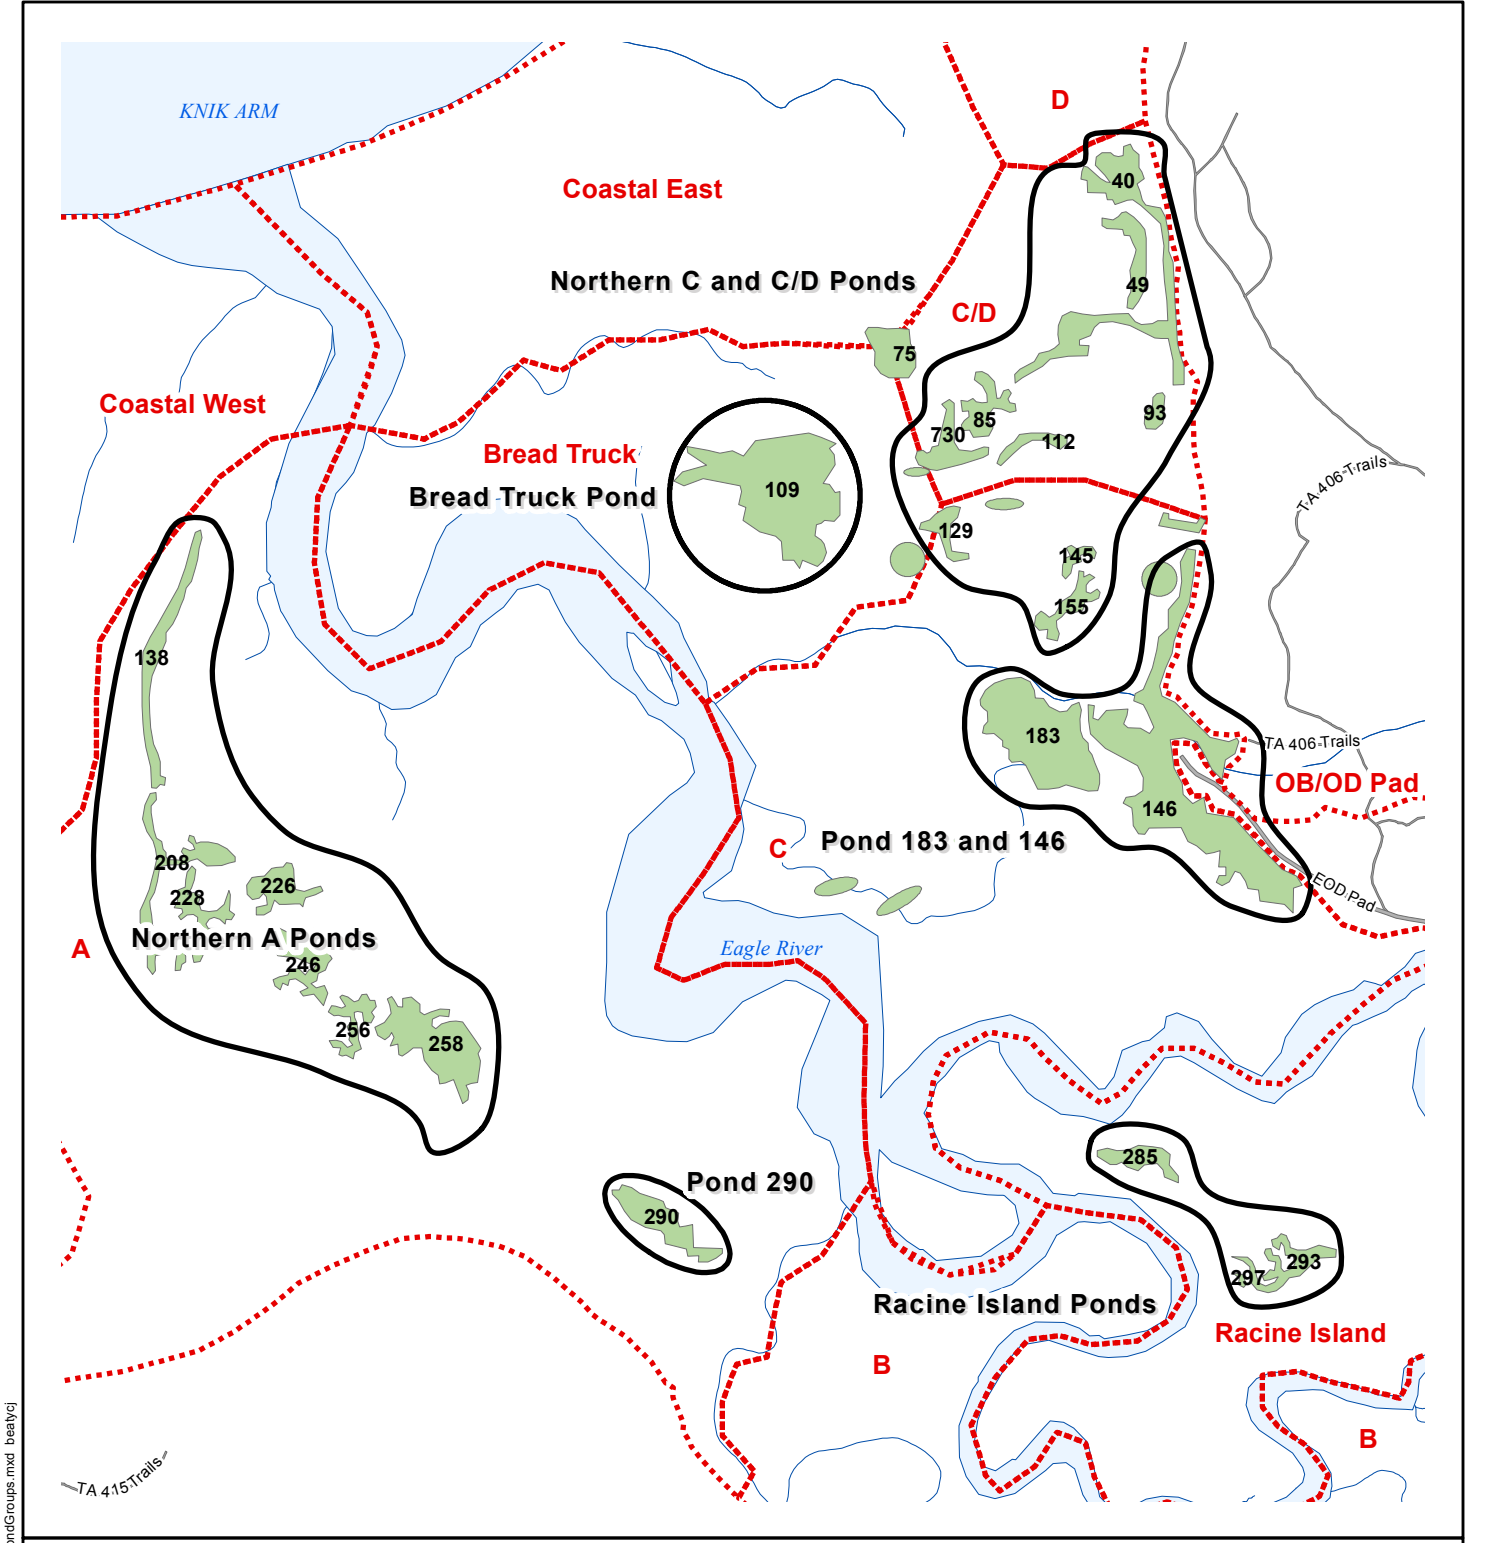 D
KNIK ARM
40
Coastal East
Northern C and C/D Ponds
49
C/D
75
Coastal West
93
85
730
112
Bread Truck
TA 406 Trails
Bread Truck Pond
109
129
145
155
138
183
TA 406 Trails
OB/OD Pad
146
Pond 183 and 146
C
208
226
228
EOD Pad
Northern A Ponds
A
Eagle River
246
256
258
285
Pond 290
290
293
297
Racine Island Ponds
Racine Island
B
B
TA 415 Trails
ondGroups.mxd beatycj